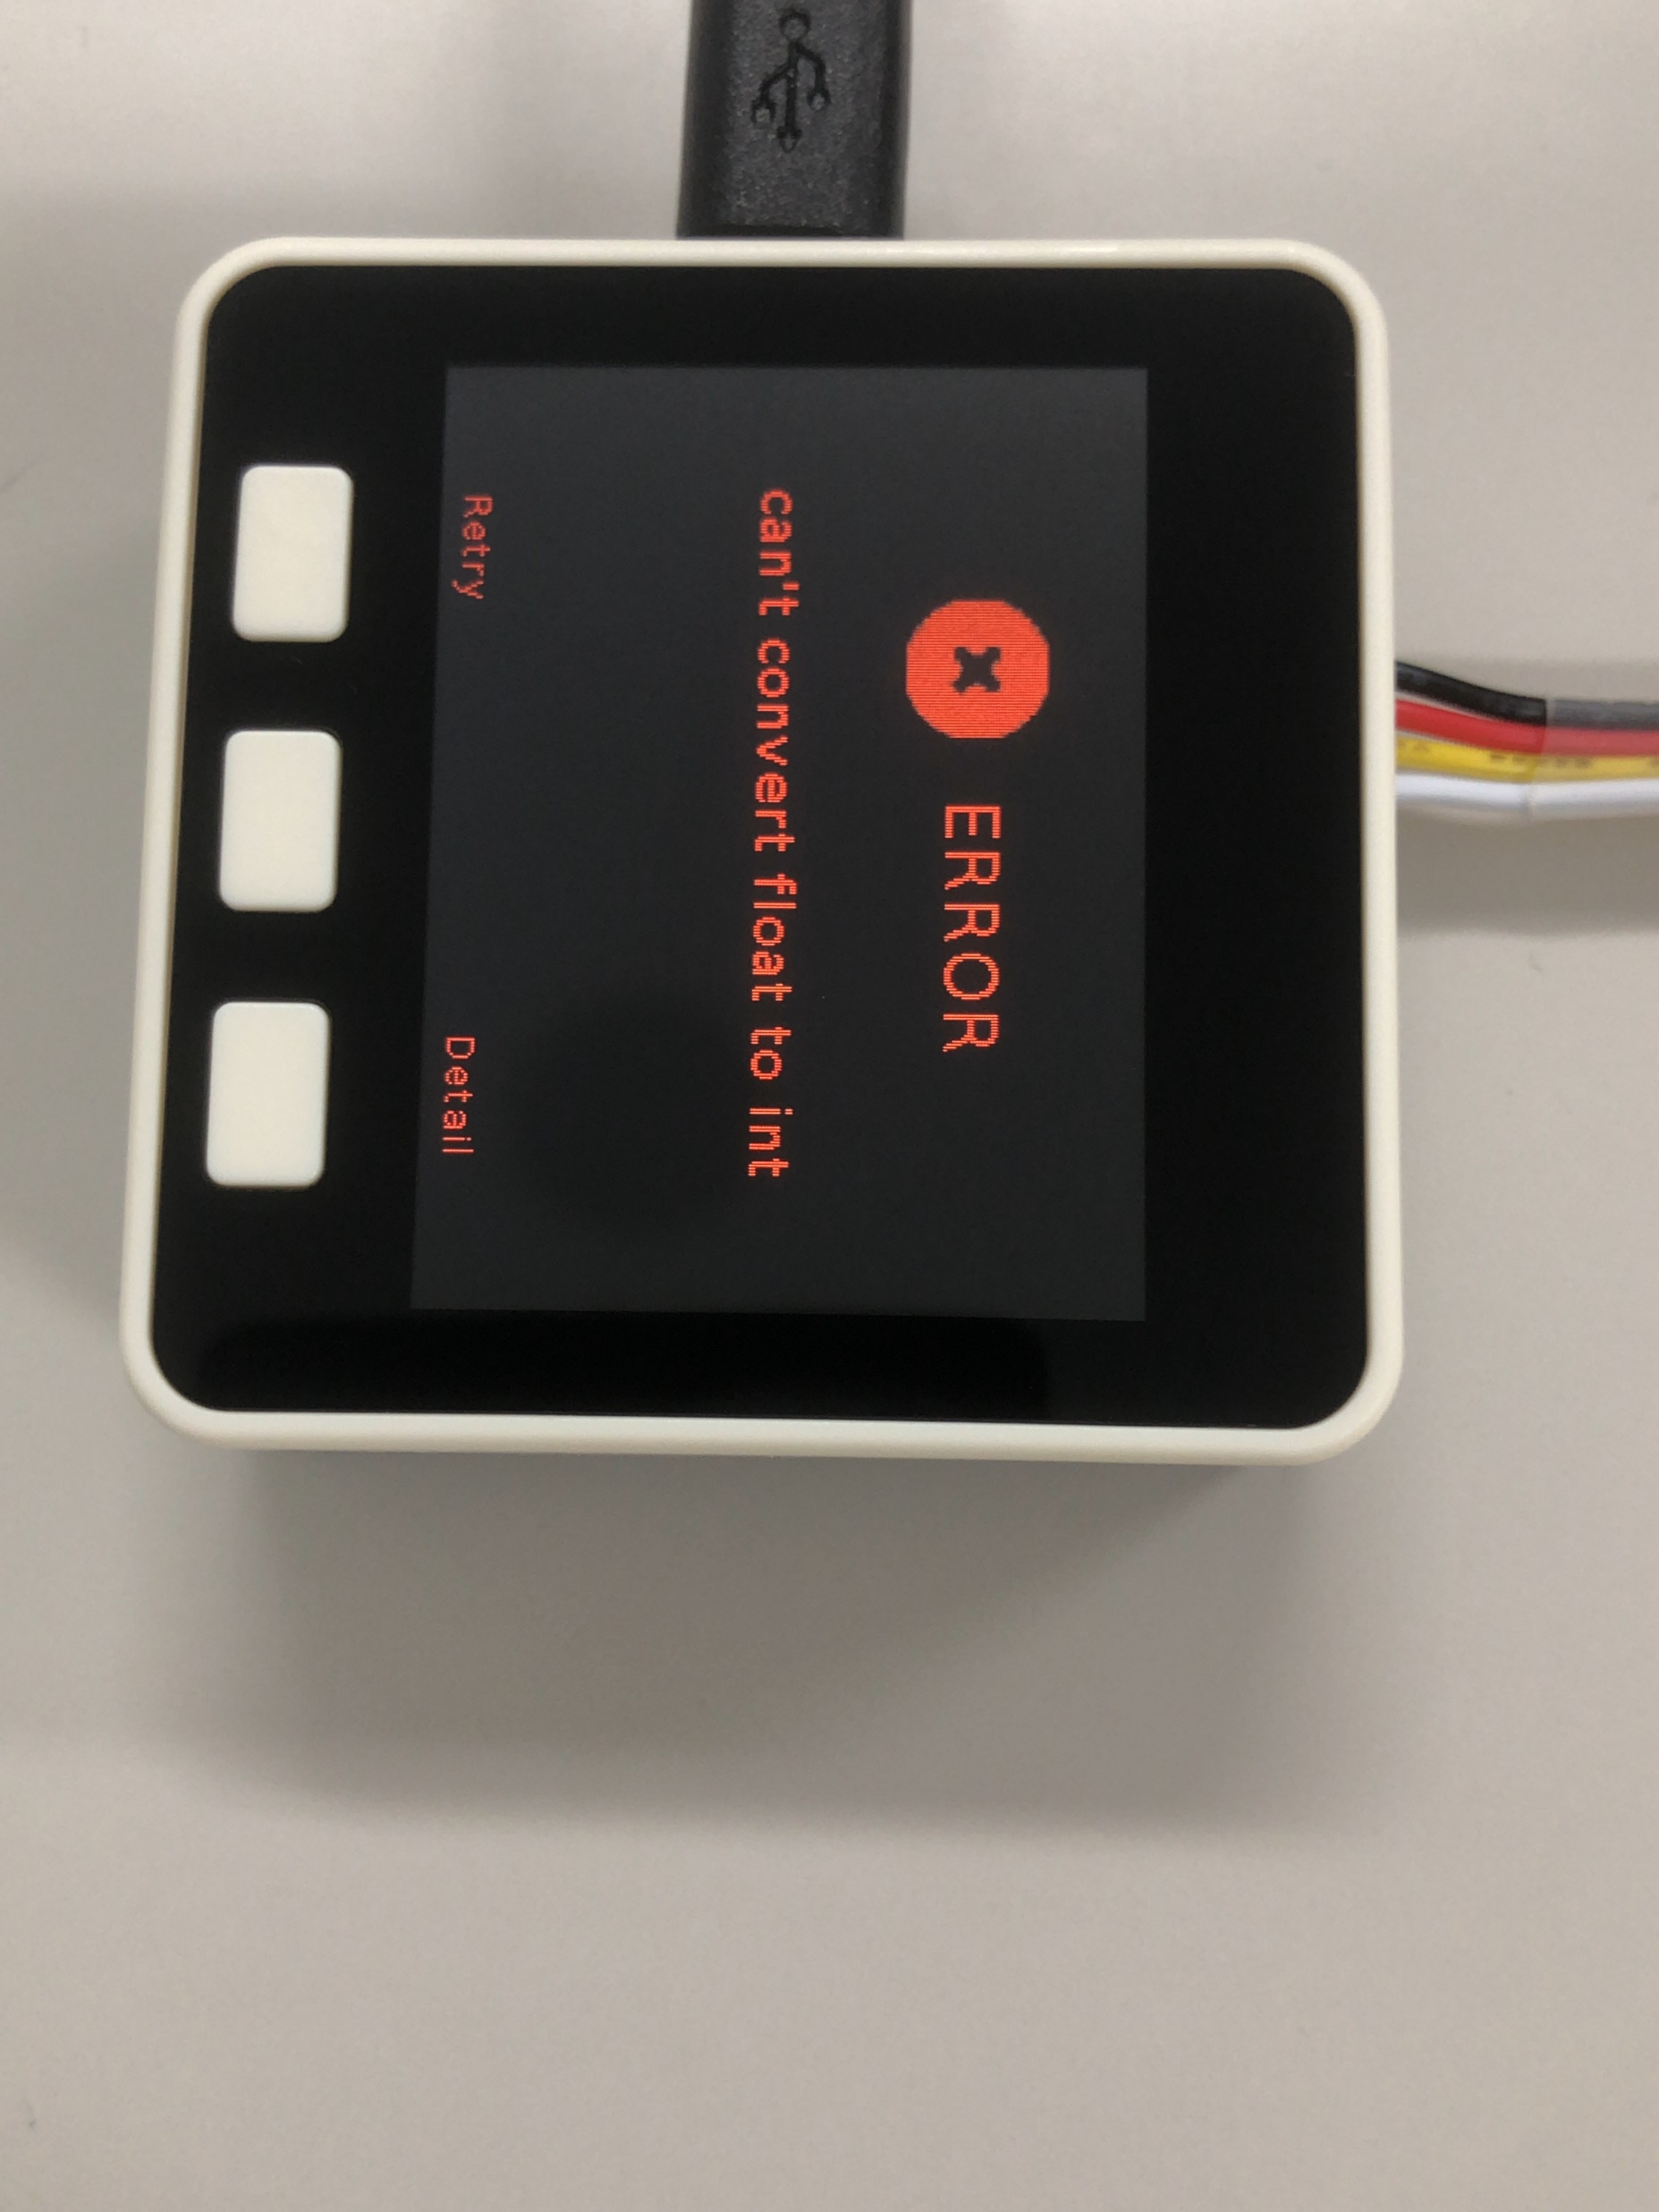 ERROR
can't convert float to int
Retry
Detail